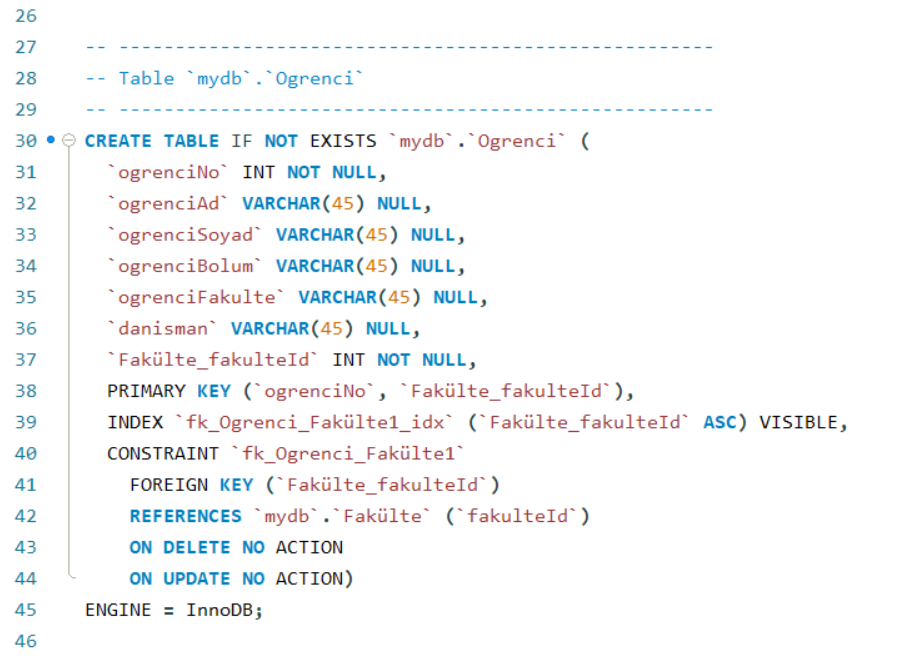 26
27 -- -----------------------------------------------------
28 -- Table `mydb`.`Ogrenci`
29 -- -----------------------------------------------------
30 CREATE TABLE IF NOT EXISTS `mydb`.`Ogrenci` (
31 `ogrenciNo` INT NOT NULL,
32 `ogrenciAd` VARCHAR(45) NULL,
33 `ogrenciSoyad` VARCHAR(45) NULL,
34 `ogrenciBolum` VARCHAR(45) NULL,
35 `ogrenciFakulte` VARCHAR(45) NULL,
36 `danisman` VARCHAR(45) NULL,
37 `Fakülte_fakulteId` INT NOT NULL,
38 PRIMARY KEY (`ogrenciNo`, `Fakülte_fakulteId`),
39 INDEX `fk_Ogrenci_Fakülte1_idx` (`Fakülte_fakulteId` ASC) VISIBLE,
40 CONSTRAINT `fk_Ogrenci_Fakülte1`
41 FOREIGN KEY (`Fakülte_fakulteId`)
42 REFERENCES `mydb`.`Fakülte` (`fakulteId`)
43 ON DELETE NO ACTION
44 ON UPDATE NO ACTION)
45 ENGINE = InnoDB;
46